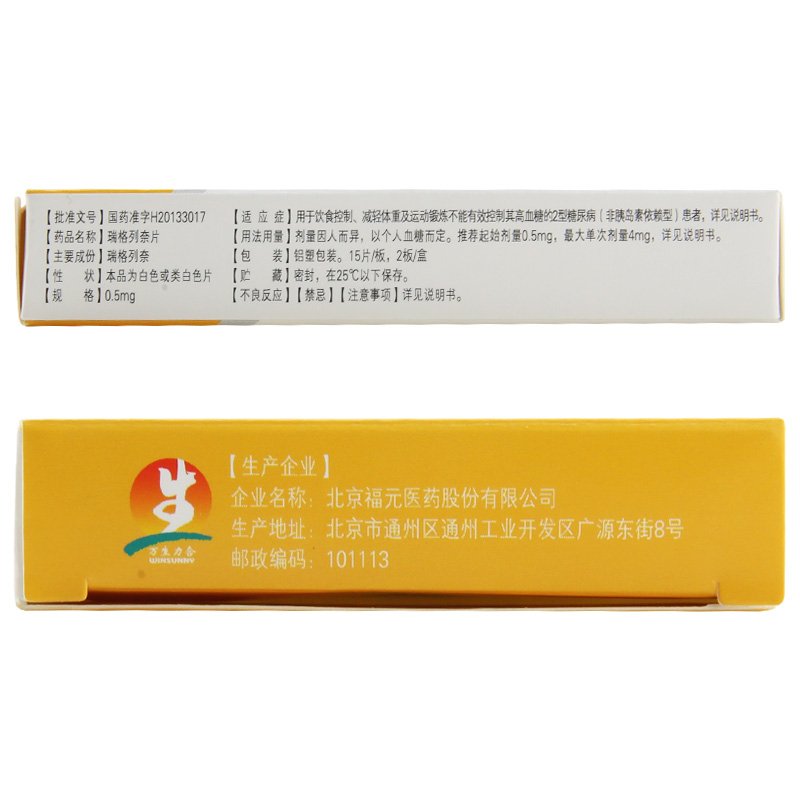 【批准文号】国药准字H20133017
【药品名称】瑞格列奈片
【主要成份】瑞格列奈
【性　　状】本品为白色或类白色片
【规　　格】0.5mg
【适 应 症】用于饮食控制、减轻体重及运动锻炼不能有效控制其高血糖的2型糖尿病（非胰岛素依赖型）患者，详见说明书。
【用法用量】剂量因人而异，以个人血糖而定。推荐起始剂量0.5mg，最大单次剂量4mg，详见说明书。
【包　　装】铝塑包装。15片/板，2板/盒
【贮　　藏】密封，在25℃以下保存。
【不良反应】【禁忌】【注意事项】详见说明书。
【生产企业】
企业名称：北京福元医药股份有限公司
生产地址：北京市通州区通州工业开发区广源东街8号
邮政编码：101113
生
万生力合
WINSUNNY